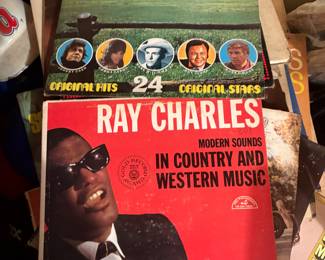 ORIGINAL HITS 24 ORIGINAL STARS
RAY CHARLES
MODERN SOUNDS
IN COUNTRY AND
WESTERN MUSIC